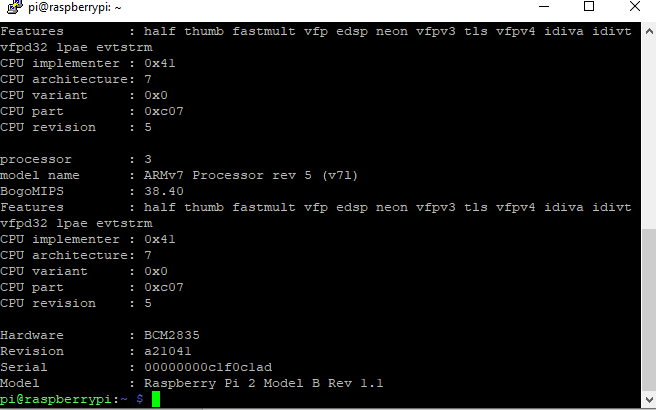 pi@raspberrypi: ~
Features        : half thumb fastmult vfp edsp neon vfpv3 tls vfpv4 idiva idivt
vfpd32 lpae evtstrm
CPU implementer : 0x41
CPU architecture: 7
CPU variant     : 0x0
CPU part        : 0xc07
CPU revision    : 5
processor       : 3
model name      : ARMv7 Processor rev 5 (v7l)
BogoMIPS        : 38.40
Features        : half thumb fastmult vfp edsp neon vfpv3 tls vfpv4 idiva idivt
vfpd32 lpae evtstrm
CPU implementer : 0x41
CPU architecture: 7
CPU variant     : 0x0
CPU part        : 0xc07
CPU revision    : 5
Hardware        : BCM2835
Revision        : a21041
Serial          : 00000000c1f0c1ad
Model           : Raspberry Pi 2 Model B Rev 1.1
pi@raspberrypi:~ $